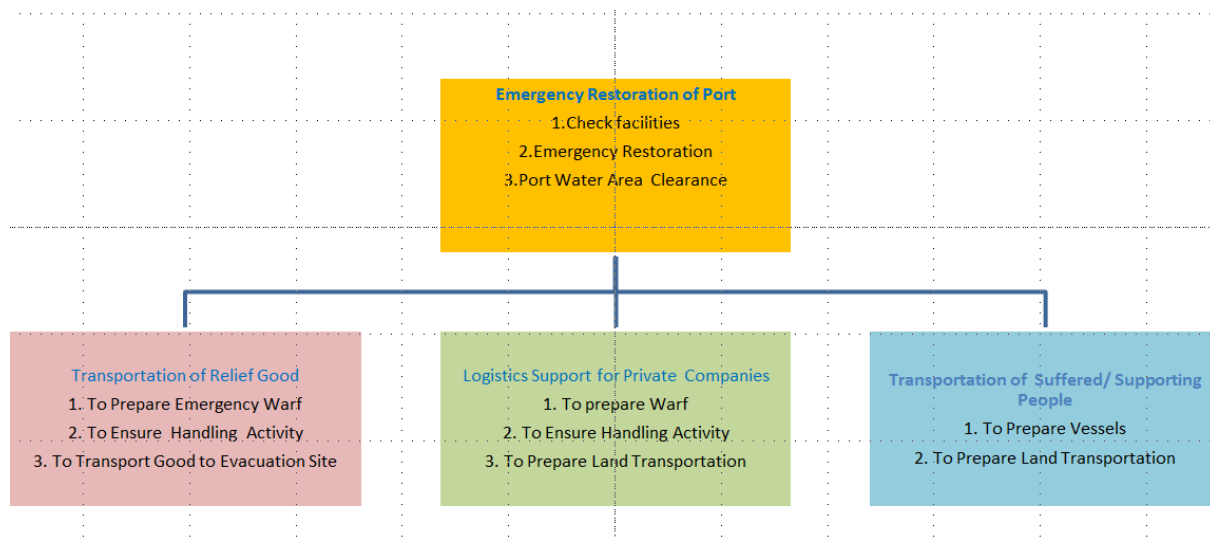 Emergency Restoration of Port
1.Check facilities
2.Emergency Restoration
3.Port Water Area Clearance
Transportation of Relief Good
1. To Prepare Emergency Warf
2. To Ensure Handling Activity
3. To Transport Good to Evacuation Site
Logistics Support for Private Companies
1. To prepare Warf
2. To Ensure Handling Activity
3. To Prepare Land Transportation
Transportation of Suffered/ Supporting
People
1. To Prepare Vessels
2. To Prepare Land Transportation